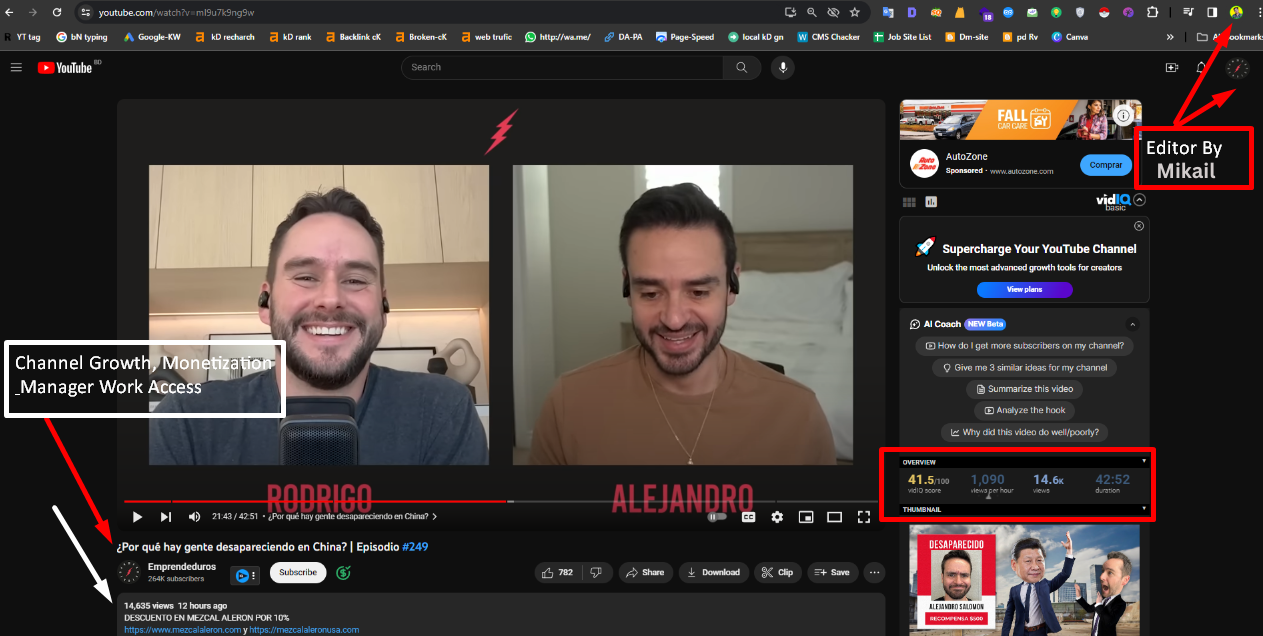 youtube.com/watch?v=mI9u7k9ng9w
18
YT tag
bN typing
Google-KW
kD recharch
kD rank
Backlink cK
Broken-cK
web trufic
http://wa.me/
DA-PA
Page-Speed
local kD gn
CMS Chacker
Job Site List
Dm-site
pd Rv
Canva
YouTube BD
Search
FALL
CAR CARE
Editor By
Mikail
AutoZone
Sponsored · www.autozone.com
Comprar
vidIQ
basic
Supercharge Your YouTube Channel
Unlock the most advanced growth tools for creators
View plans
AI Coach NEW Beta
How do I get more subscribers on my channel?
Give me 3 similar ideas for my channel
Summarize this video
Analyze the hook
Why did this video do well/poorly?
Channel Growth, Monetization
_Manager Work Access
OVERVIEW
41.5/100 1,090 14.6K 42:52
vidIQ score views per hour views duration
THUMBNAIL
RODRIGO
ALEJANDRO
21:43 / 42:51 • ¿Por qué hay gente desapareciendo en China?
¿Por qué hay gente desapareciendo en China? | Episodio #249
Emprendeduros
264K subscribers
Subscribe
782
Share
Download
Clip
Save
DESAPARECIDO
ALEJANDRO SALOMON
RECOMPENSA $500
14,635 views 12 hours ago
DESCUENTO EN MEZCAL ALERON POR 10%
https://www.mezcalaleron.com y https://mezcalaleronusa.com